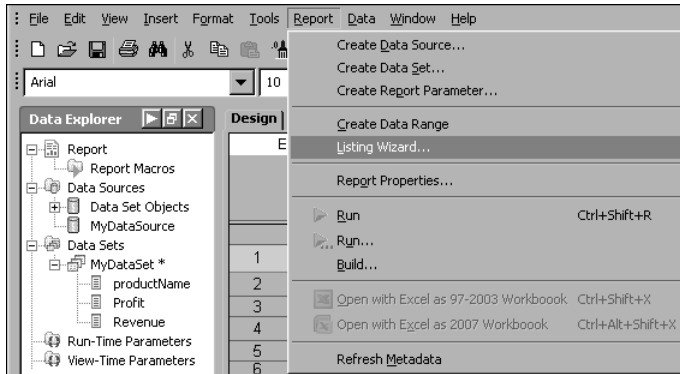 File Edit View Insert Format Tools Report Data Window Help
Arial 10
Data Explorer
Report
Report Macros
Data Sources
Data Set Objects
MyDataSource
Data Sets
MyDataSet *
productName
Profit
Revenue
Run-Time Parameters
View-Time Parameters
Design
E
1
2
3
4
5
6
Create Data Source...
Create Data Set...
Create Report Parameter...
Create Data Range
Listing Wizard...
Report Properties...
Run Ctrl+Shift+R
Run...
Build...
Open with Excel as 97-2003 Workboook Ctrl+Shift+X
Open with Excel as 2007 Workboook Ctrl+Alt+Shift+X
Refresh Metadata